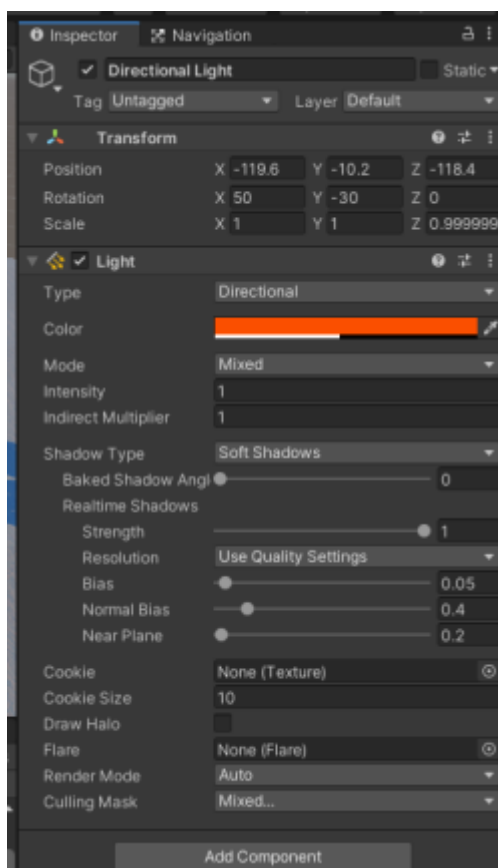 Inspector Navigation
Directional Light Static
Tag Untagged Layer Default
Transform
Position X -119.6 Y -10.2 Z -118.4
Rotation X 50 Y -30 Z 0
Scale X 1 Y 1 Z 0.999999
Light
Type Directional
Color
Mode Mixed
Intensity 1
Indirect Multiplier 1
Shadow Type Soft Shadows
Baked Shadow Angl 0
Realtime Shadows
Strength 1
Resolution Use Quality Settings
Bias 0.05
Normal Bias 0.4
Near Plane 0.2
Cookie None (Texture)
Cookie Size 10
Draw Halo
Flare None (Flare)
Render Mode Auto
Culling Mask Mixed...
Add Component